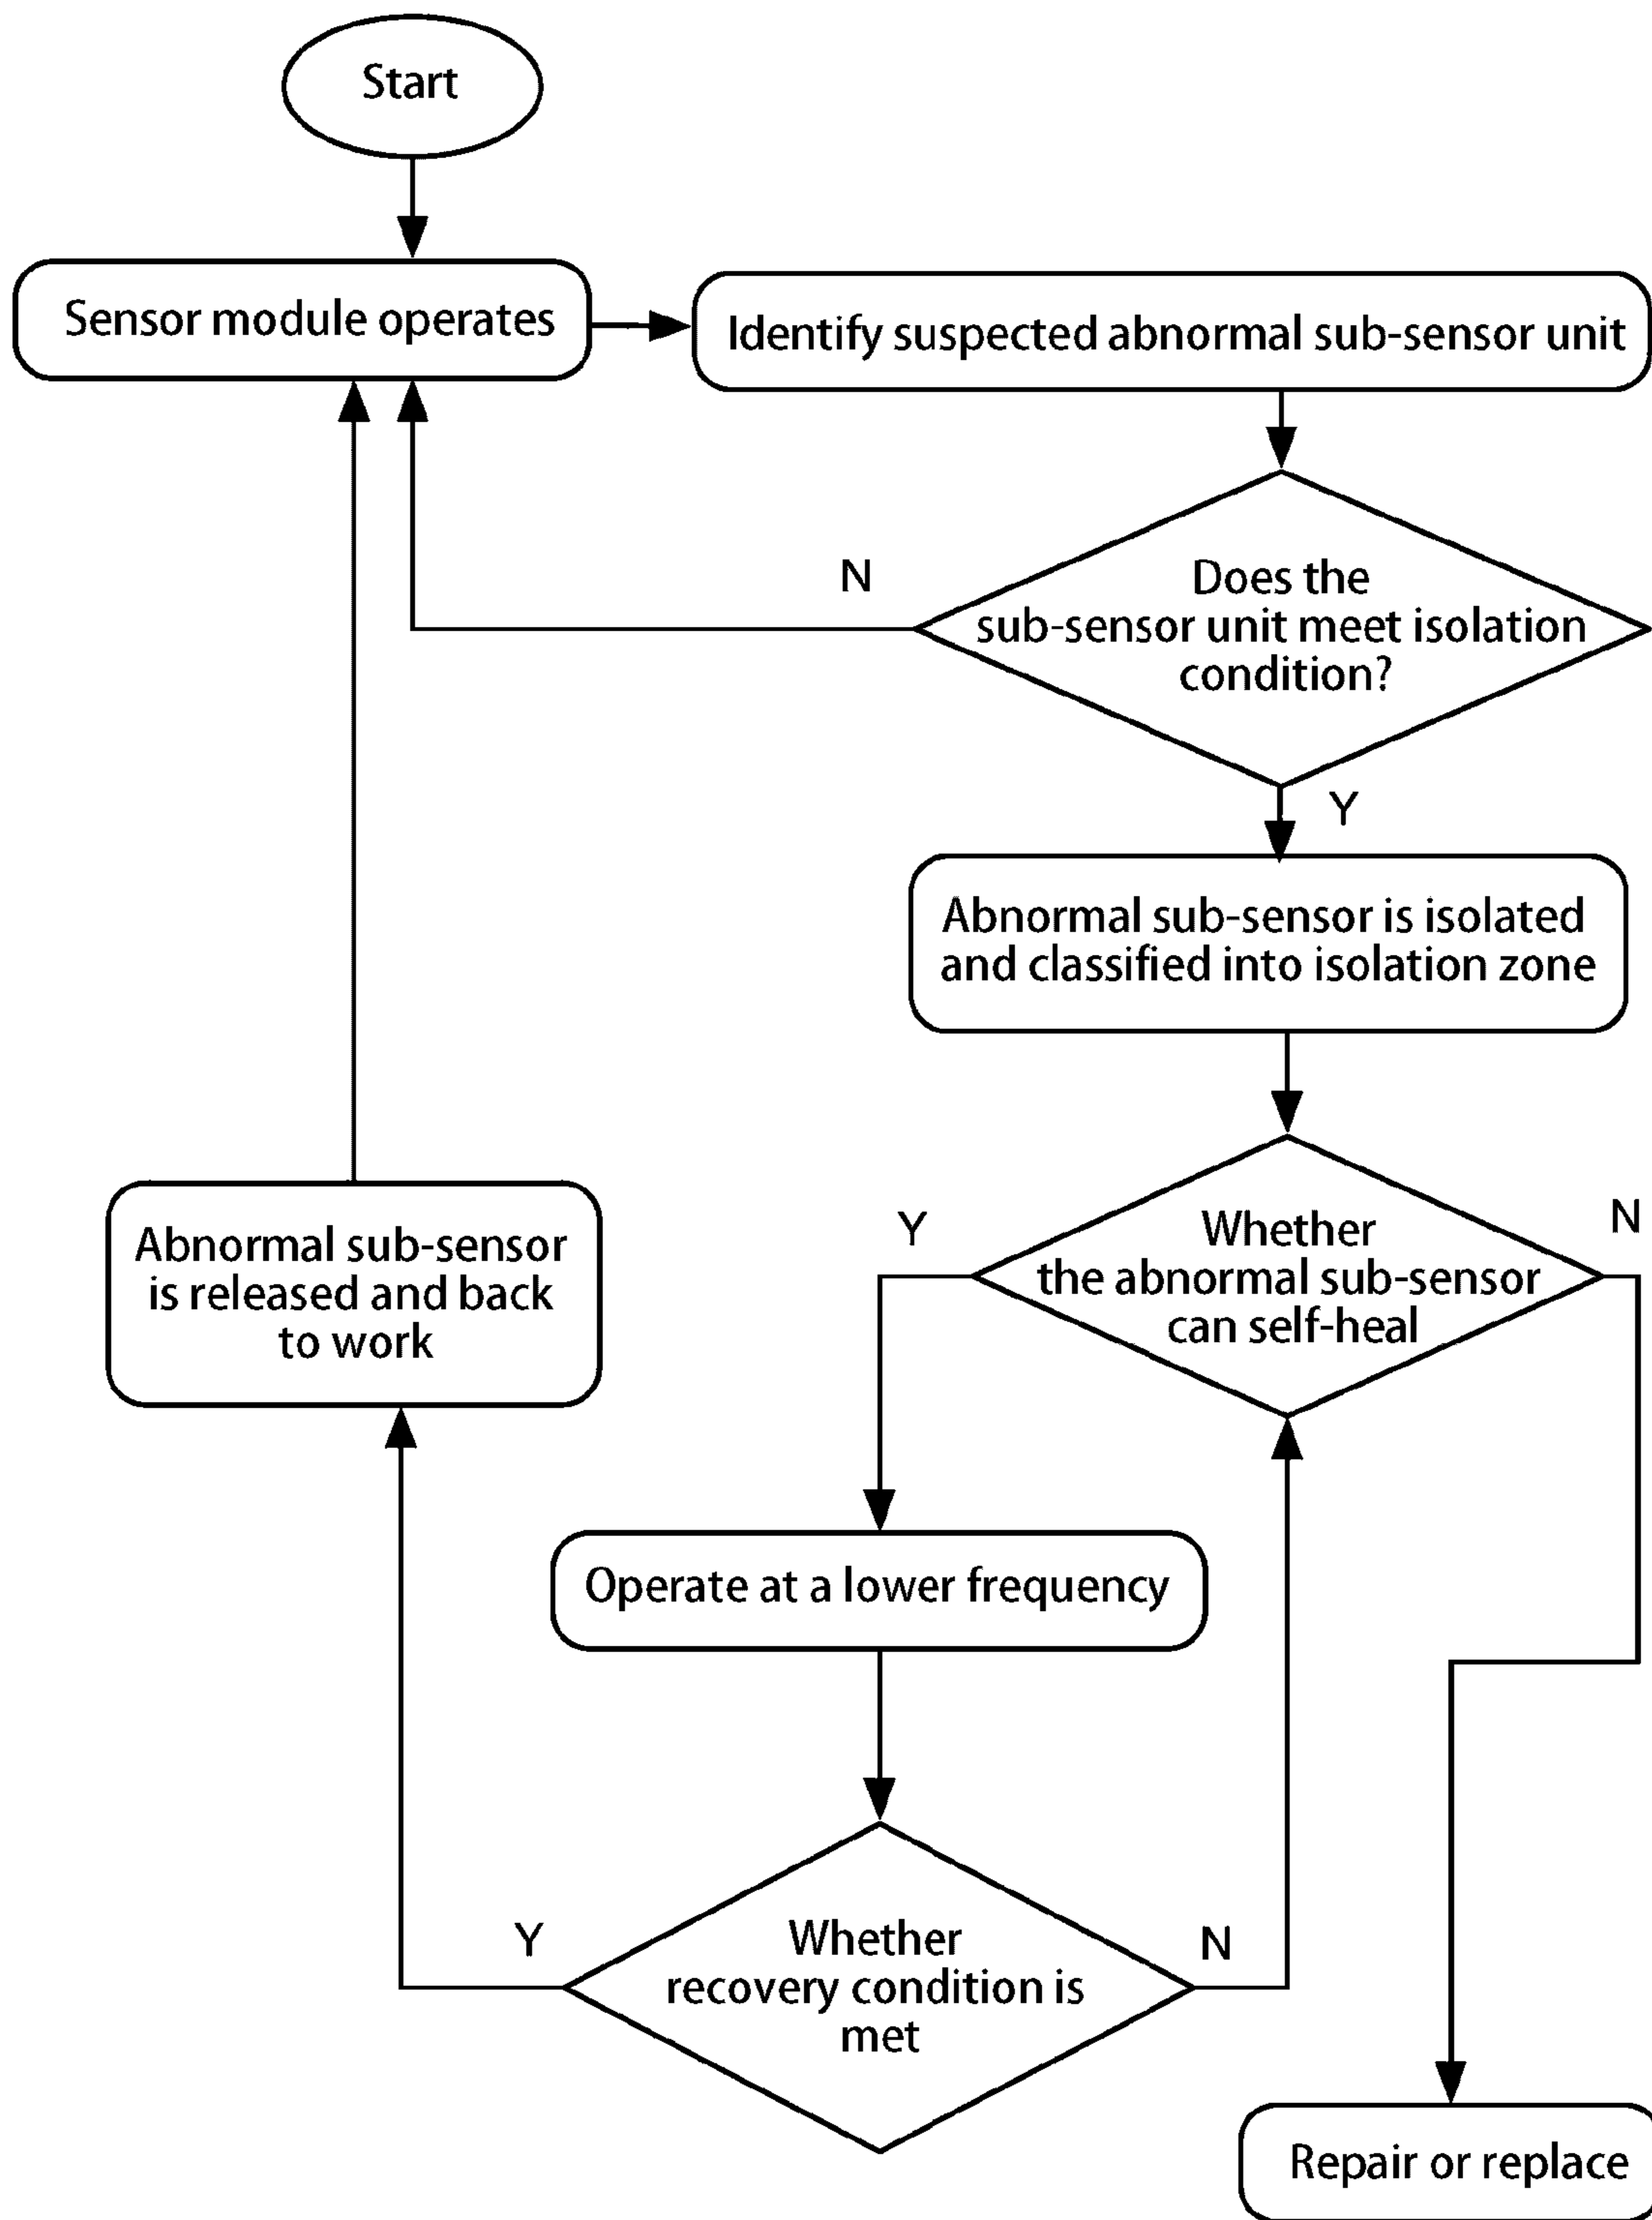 Start
Sensor module operates
Identify suspected abnormal sub-sensor unit
Does the
sub-sensor unit meet isolation
condition?
N
Y
Abnormal sub-sensor is isolated
and classified into isolation zone
Whether
the abnormal sub-sensor
can self-heal
Y
N
Abnormal sub-sensor
is released and back
to work
Operate at a lower frequency
Whether
recovery condition is
met
Y
N
Repair or replace